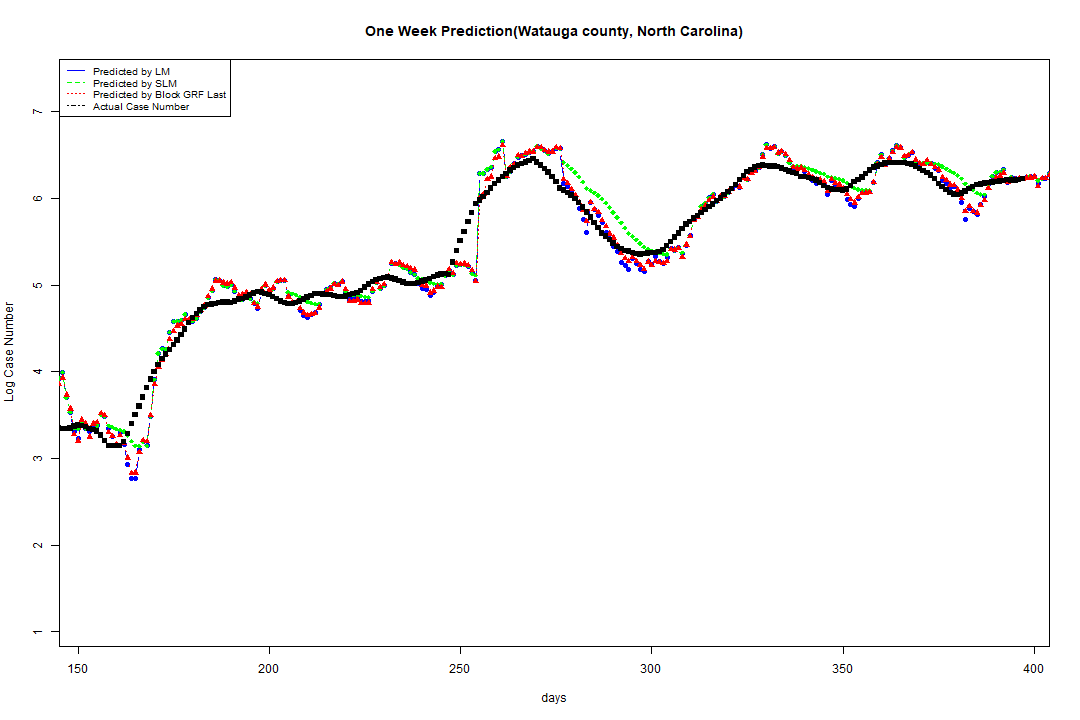 One Week Prediction(Watauga county, North Carolina)
Predicted by LM
Predicted by SLM
Predicted by Block GRF Last
Actual Case Number
7
6
5
4
3
2
1
Log Case Number
150 200 250 300 350 400
days